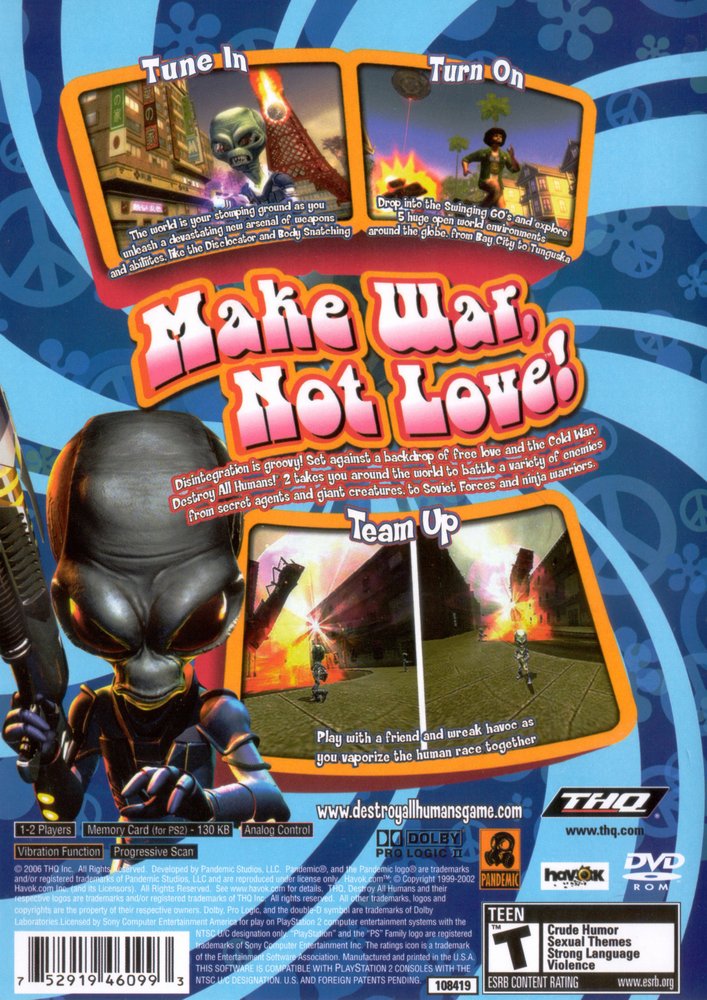 Tune In
Turn On
The world is your stomping ground as you
unleash a devastating new arsenal of weapons
and abilities, like the Dislocator and Body Snatching
Drop into the Swinging 60's and explore
5 huge open world environments
around the globe, from Bay City to Tunguska
Make War,
Not Love!™
Disintegration is groovy! Set against a backdrop of free love and the Cold War,
Destroy All Humans!® 2 takes you around the world to battle a variety of enemies
from secret agents and giant creatures, to Soviet Forces and ninja warriors.
Team Up
Play with a friend and wreak havoc as
you vaporize the human race together
www.destroyallhumansgame.com
THQ
www.thq.com
1-2 Players
Memory Card (for PS2) - 130 KB
Analog Control
Vibration Function
Progressive Scan
DOLBY
PRO LOGIC II
PANDEMIC
havok
DVD
ROM
© 2006 THQ Inc. All Rights Reserved. Developed by Pandemic Studios, LLC. Pandemic®, and the Pandemic logo® are trademarks
and/or registered trademarks of Pandemic Studios, LLC and are reproduced under license only. Havok.com™; © Copyright 1999-2002
Havok.com Inc. (and its Licensors). All Rights Reserved. See www.havok.com for details. THQ, Destroy All Humans and their
respective logos are trademarks and/or registered trademarks of THQ Inc. All rights reserved. All other trademarks, logos and
copyrights are the property of their respective owners. Dolby, Pro Logic, and the double-D symbol are trademarks of Dolby
Laboratories.Licensed by Sony Computer Entertainment America for play on PlayStation 2 computer entertainment systems with the
NTSC U/C designation only. "PlayStation" and the "PS" Family logo are registered
trademarks of Sony Computer Entertainment Inc. The ratings icon is a trademark
of the Entertainment Software Association. Manufactured and printed in the U.S.A.
THIS SOFTWARE IS COMPATIBLE WITH PLAYSTATION 2 CONSOLES WITH THE
NTSC U/C DESIGNATION. U.S. AND FOREIGN PATENTS PENDING.
7 52919 46099 3
108419
TEEN
T
Crude Humor
Sexual Themes
Strong Language
Violence
ESRB CONTENT RATING
www.esrb.org